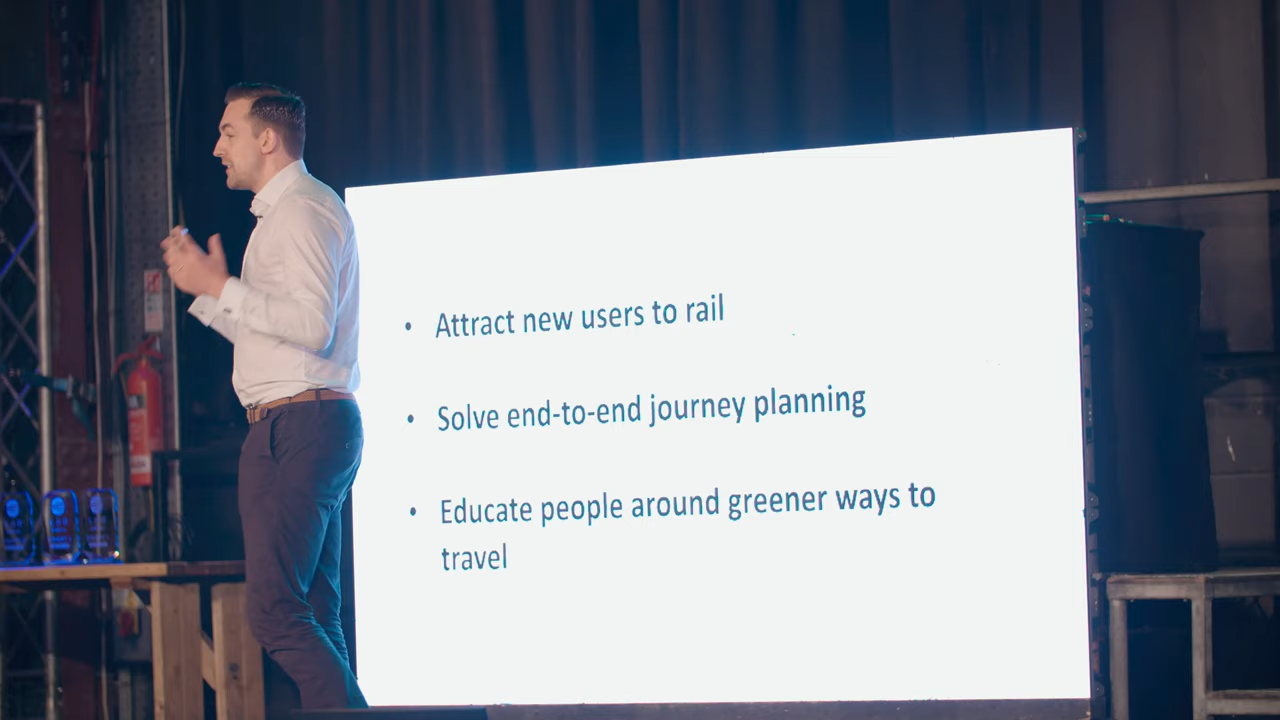 • Attract new users to rail
• Solve end-to-end journey planning
• Educate people around greener ways to
travel